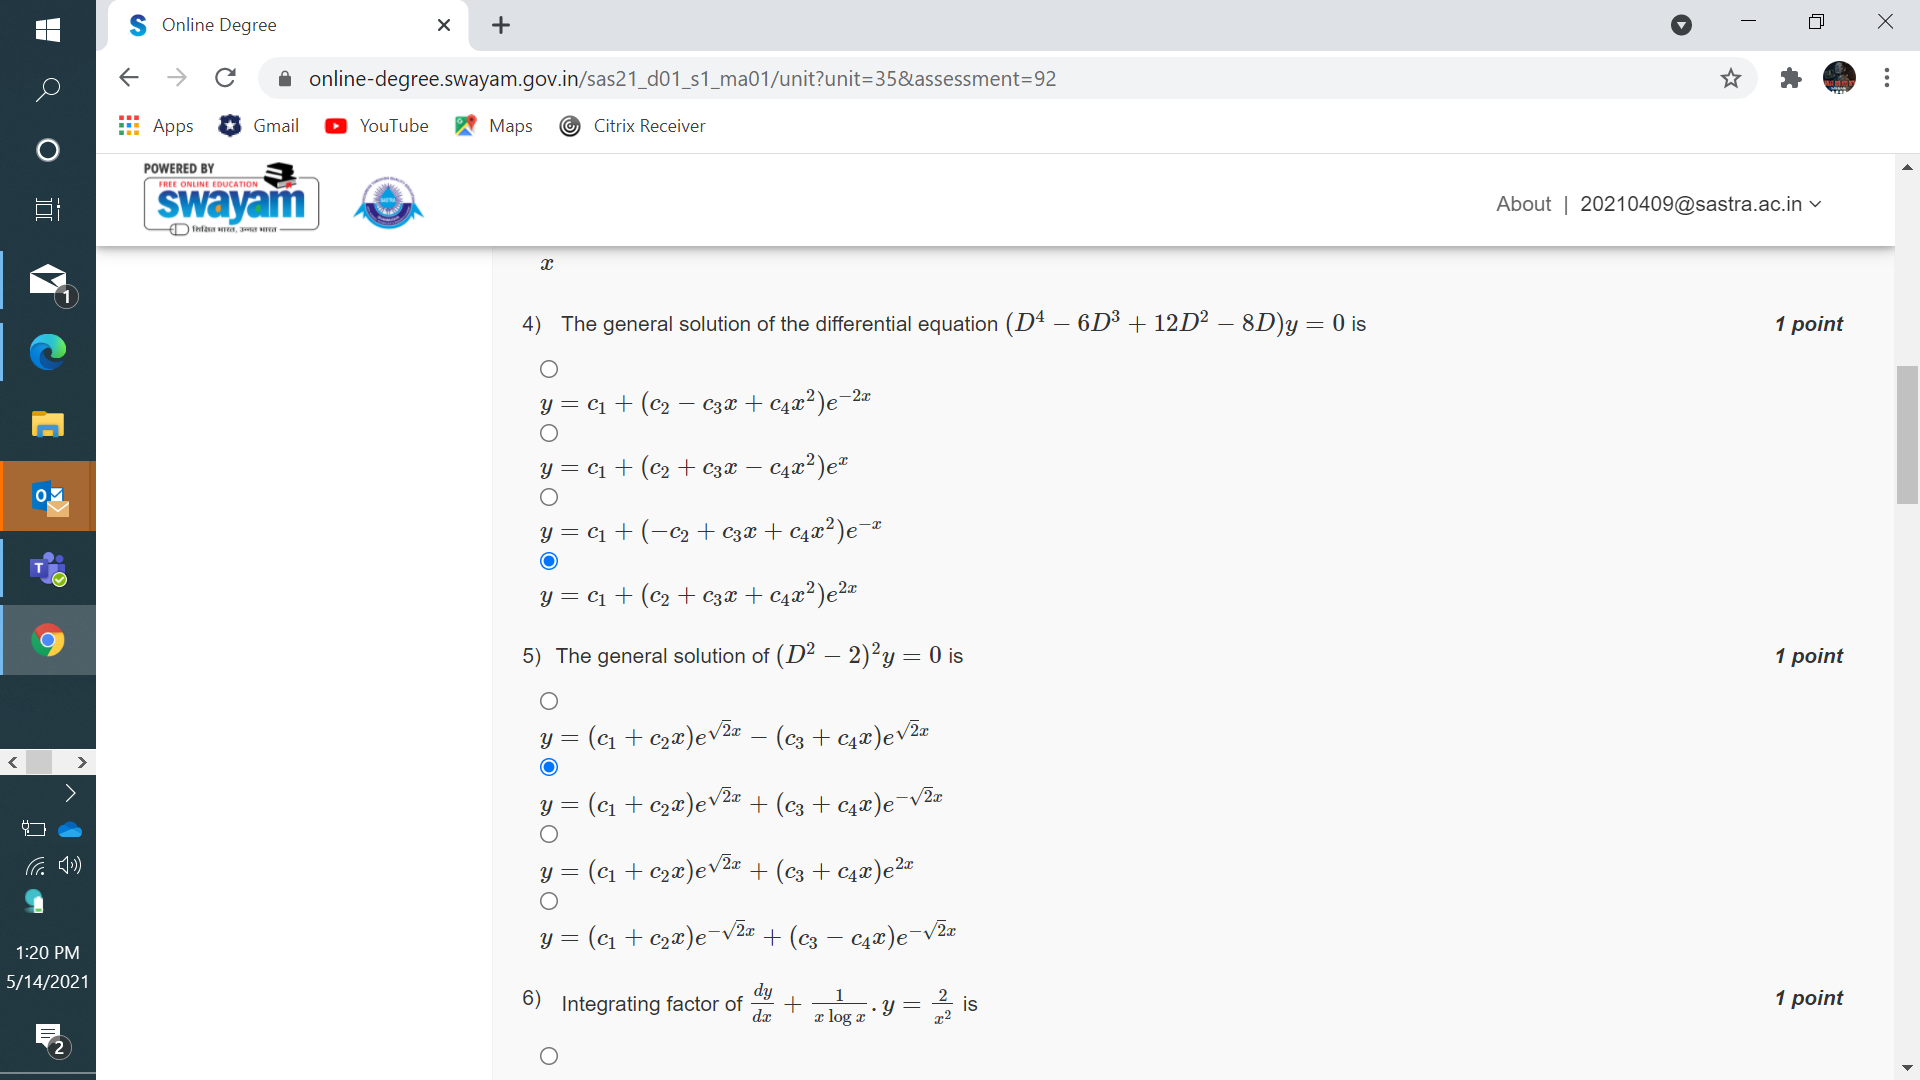 Online Degree
online-degree.swayam.gov.in/sas21_d01_s1_ma01/unit?unit=35&assessment=92
Apps Gmail YouTube Maps Citrix Receiver
POWERED BY
FREE ONLINE EDUCATION
swayam
शिक्षित भारत, उन्नत भारत
About | 20210409@sastra.ac.in
x
4) The general solution of the differential equation (D⁴ − 6D³ + 12D² − 8D)y = 0 is 1 point
y = c₁ + (c₂ − c₃x + c₄x²)e⁻²ˣ
y = c₁ + (c₂ + c₃x − c₄x²)eˣ
y = c₁ + (−c₂ + c₃x + c₄x²)e⁻ˣ
y = c₁ + (c₂ + c₃x + c₄x²)e²ˣ
5) The general solution of (D² − 2)²y = 0 is 1 point
y = (c₁ + c₂x)e^{√2x} − (c₃ + c₄x)e^{√2x}
y = (c₁ + c₂x)e^{√2x} + (c₃ + c₄x)e^{−√2x}
y = (c₁ + c₂x)e^{√2x} + (c₃ + c₄x)e^{2x}
y = (c₁ + c₂x)e^{−√2x} + (c₃ − c₄x)e^{−√2x}
6) Integrating factor of dy/dx + 1/(x log x) . y = 2/x² is 1 point
1
1:20 PM
5/14/2021
2